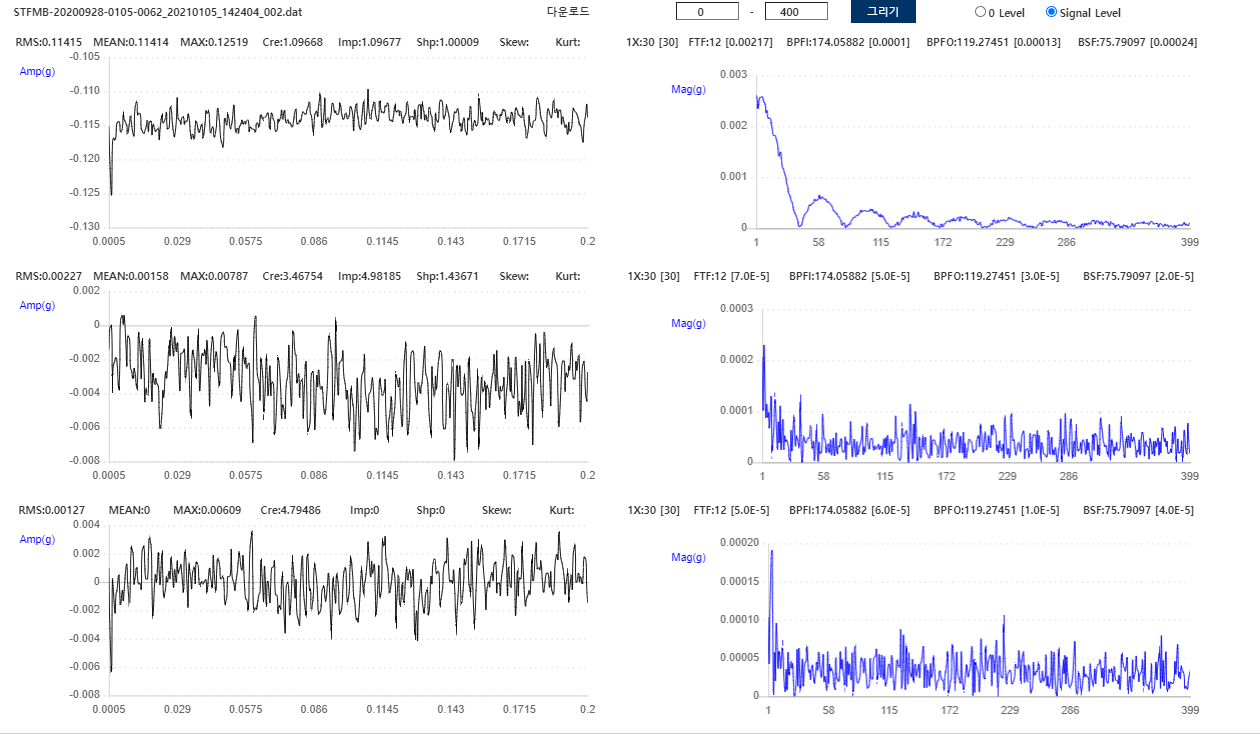 STFMB-20200928-0105-0062_20210105_142404_002.dat 다운로드 0 - 400 그리기 0 Level Signal Level
RMS:0.11415 MEAN:0.11414 MAX:0.12519 Cre:1.09668 Imp:1.09677 Shp:1.00009 Skew: Kurt:
Amp(g)
-0.105
-0.110
-0.115
-0.120
-0.125
-0.130
0.0005 0.029 0.0575 0.086 0.1145 0.143 0.1715 0.2
1X:30 [30] FTF:12 [0.00217] BPFI:174.05882 [0.0001] BPFO:119.27451 [0.00013] BSF:75.79097 [0.00024]
Mag(g)
0.003
0.002
0.001
0
1 58 115 172 229 286 399
RMS:0.00227 MEAN:0.00158 MAX:0.00787 Cre:3.46754 Imp:4.98185 Shp:1.43671 Skew: Kurt:
Amp(g)
0.002
0
-0.002
-0.004
-0.006
-0.008
0.0005 0.029 0.0575 0.086 0.1145 0.143 0.1715 0.2
1X:30 [30] FTF:12 [7.0E-5] BPFI:174.05882 [5.0E-5] BPFO:119.27451 [3.0E-5] BSF:75.79097 [2.0E-5]
Mag(g)
0.0003
0.0002
0.0001
0
1 58 115 172 229 286 399
RMS:0.00127 MEAN:0 MAX:0.00609 Cre:4.79486 Imp:0 Shp:0 Skew: Kurt:
Amp(g)
0.004
0.002
0
-0.002
-0.004
-0.006
-0.008
0.0005 0.029 0.0575 0.086 0.1145 0.143 0.1715 0.2
1X:30 [30] FTF:12 [5.0E-5] BPFI:174.05882 [6.0E-5] BPFO:119.27451 [1.0E-5] BSF:75.79097 [4.0E-5]
Mag(g)
0.00020
0.00015
0.00010
0.00005
0
1 58 115 172 229 286 399